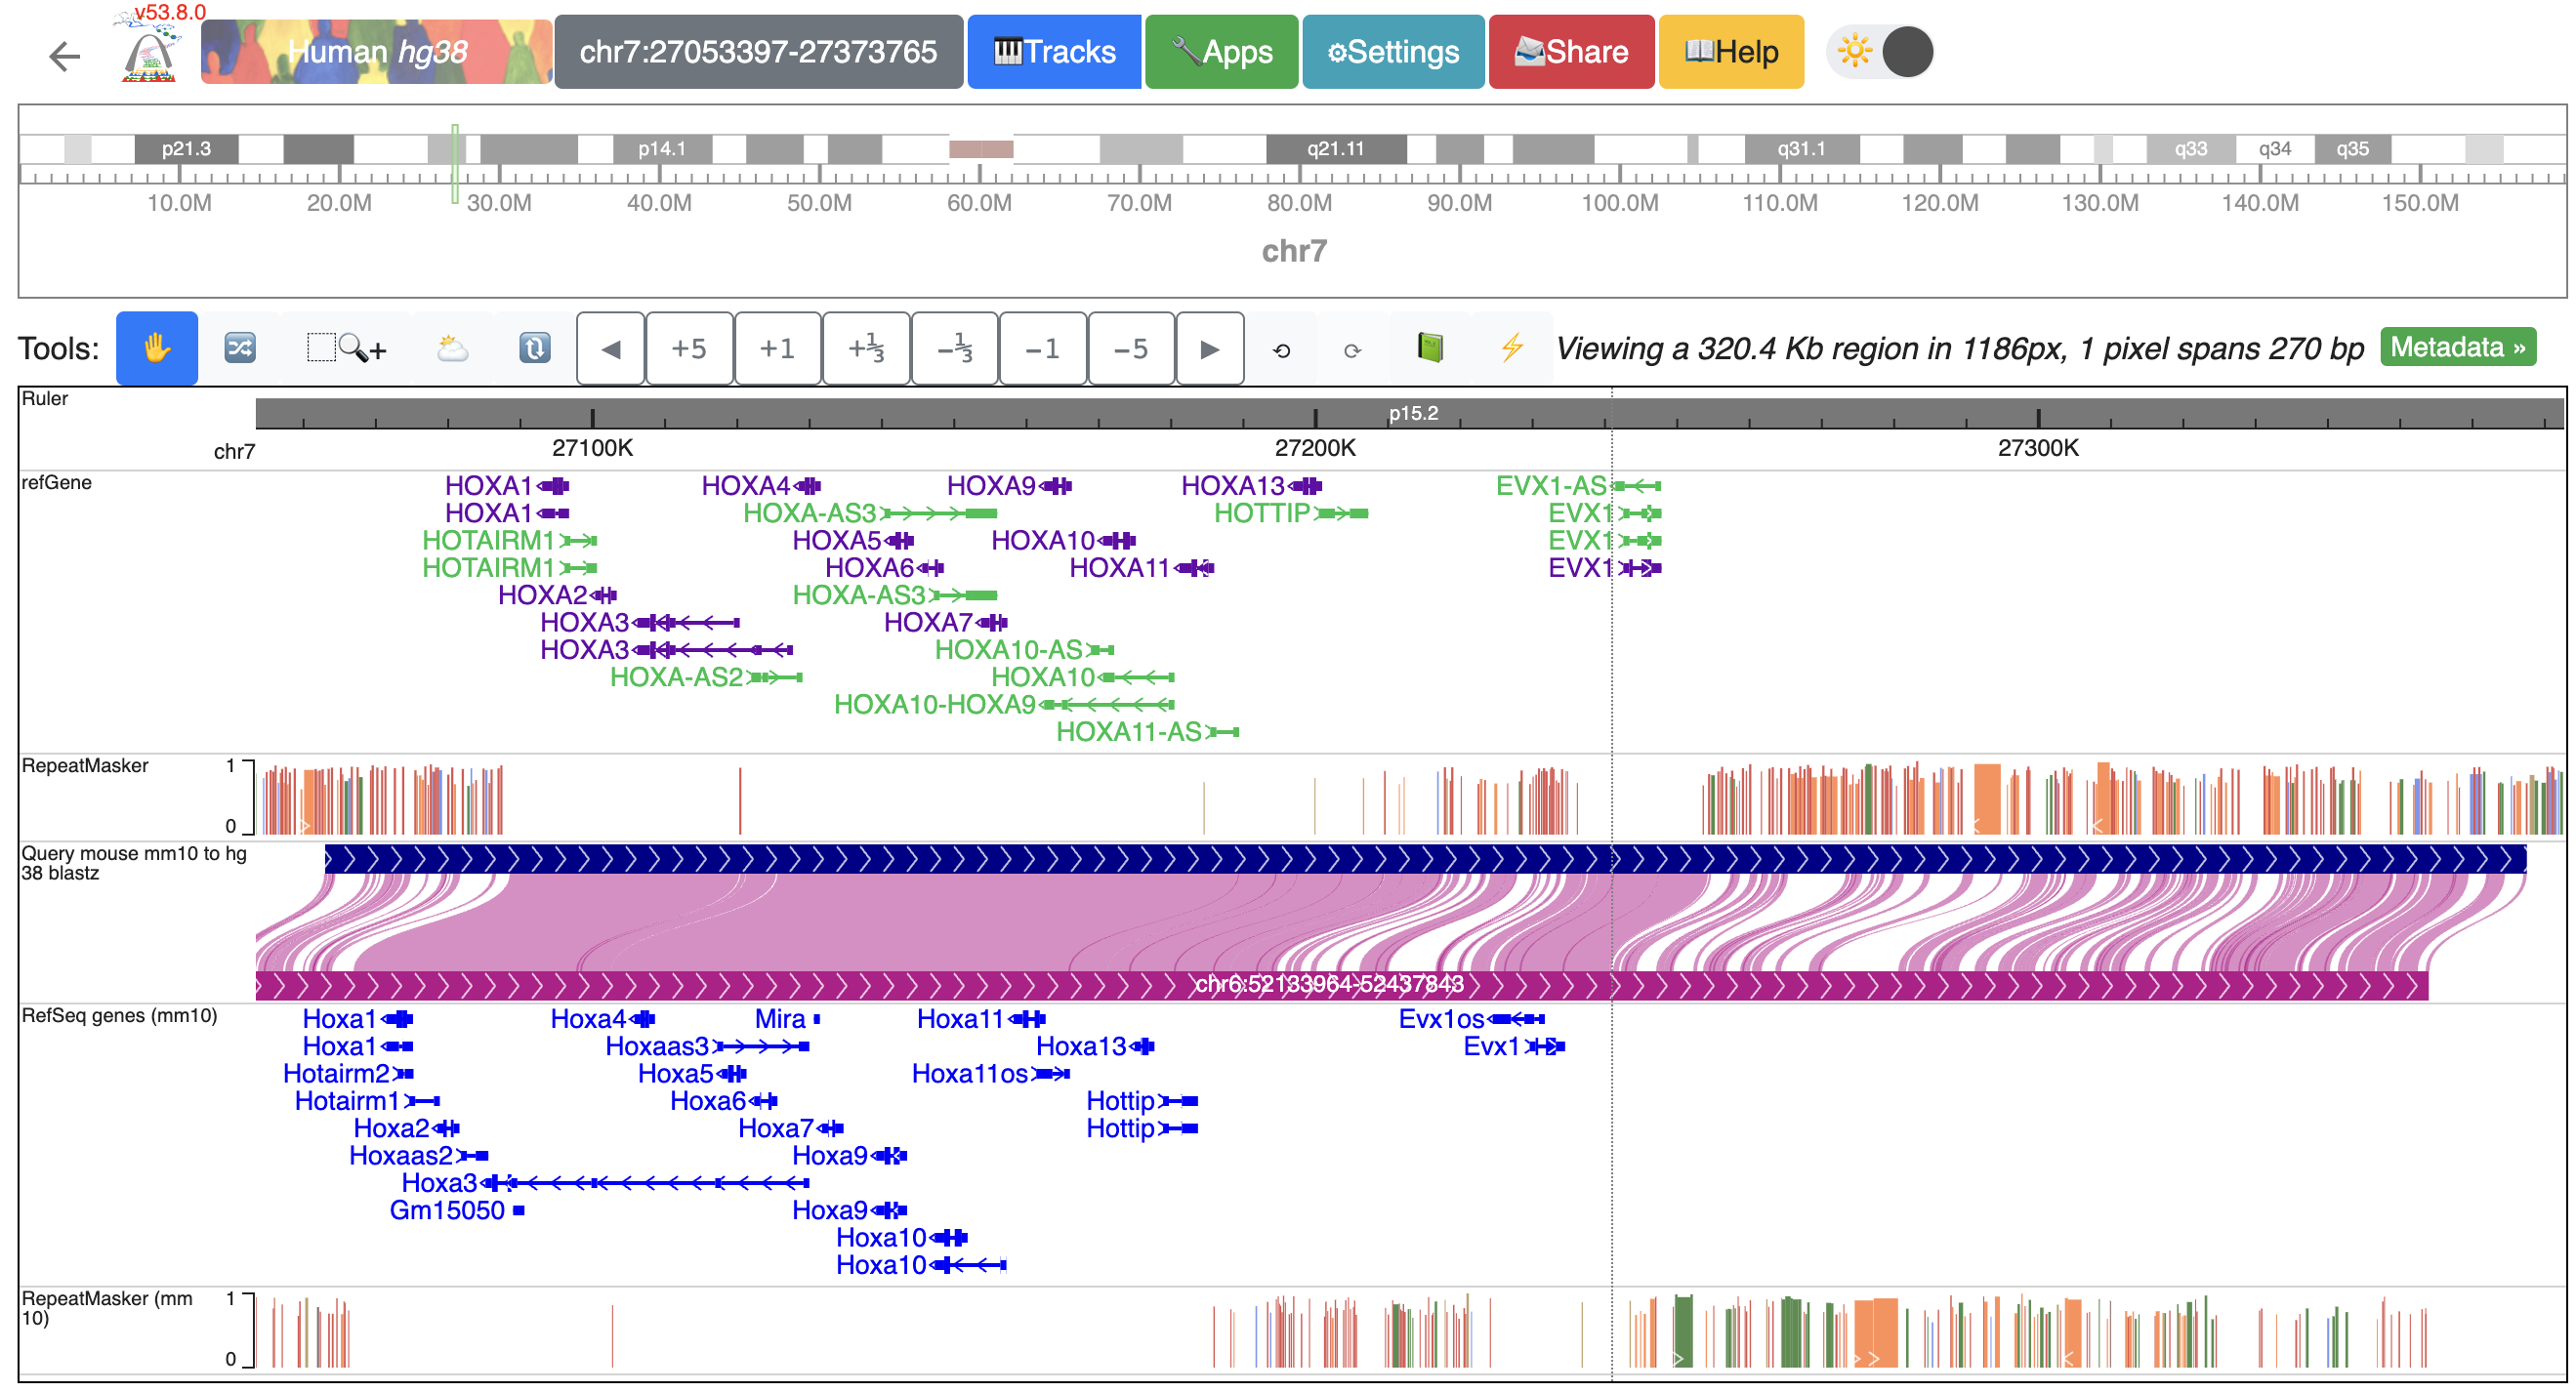 v53.8.0
Human hg38
chr7:27053397-27373765
Tracks
Apps
Settings
Share
Help
p21.3
p14.1
q21.11
q31.1
q33
q34
q35
10.0M
20.0M
30.0M
40.0M
50.0M
60.0M
70.0M
80.0M
90.0M
100.0M
110.0M
120.0M
130.0M
140.0M
150.0M
chr7
Tools:
+5
+1
+⅓
-⅓
-1
-5
Viewing a 320.4 Kb region in 1186px, 1 pixel spans 270 bp
Metadata »
Ruler
p15.2
chr7
27100K
27200K
27300K
refGene
HOXA1
HOXA4
HOXA9
HOXA13
EVX1-AS
HOXA1
HOXA-AS3
HOTTIP
EVX1
HOTAIRM1
HOXA5
HOXA10
EVX1
HOTAIRM1
HOXA6
HOXA11
EVX1
HOXA2
HOXA-AS3
HOXA3
HOXA7
HOXA3
HOXA10-AS
HOXA-AS2
HOXA10
HOXA10-HOXA9
HOXA11-AS
RepeatMasker
1
0
Query mouse mm10 to hg
38 blastz
chr6:52133964-52437843
RefSeq genes (mm10)
Hoxa1
Hoxa4
Mira
Hoxa11
Evx1os
Hoxa1
Hoxaas3
Hoxa13
Evx1
Hotairm2
Hoxa5
Hoxa11os
Hotairm1
Hoxa6
Hottip
Hoxa2
Hoxa7
Hottip
Hoxaas2
Hoxa9
Hoxa3
Gm15050
Hoxa9
Hoxa10
Hoxa10
RepeatMasker (mm
10)
1
0